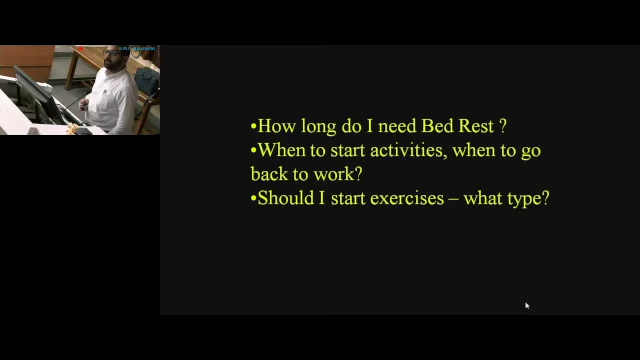 •How long do I need Bed Rest ?
•When to start activities, when to go
back to work?
•Should I start exercises – what type?